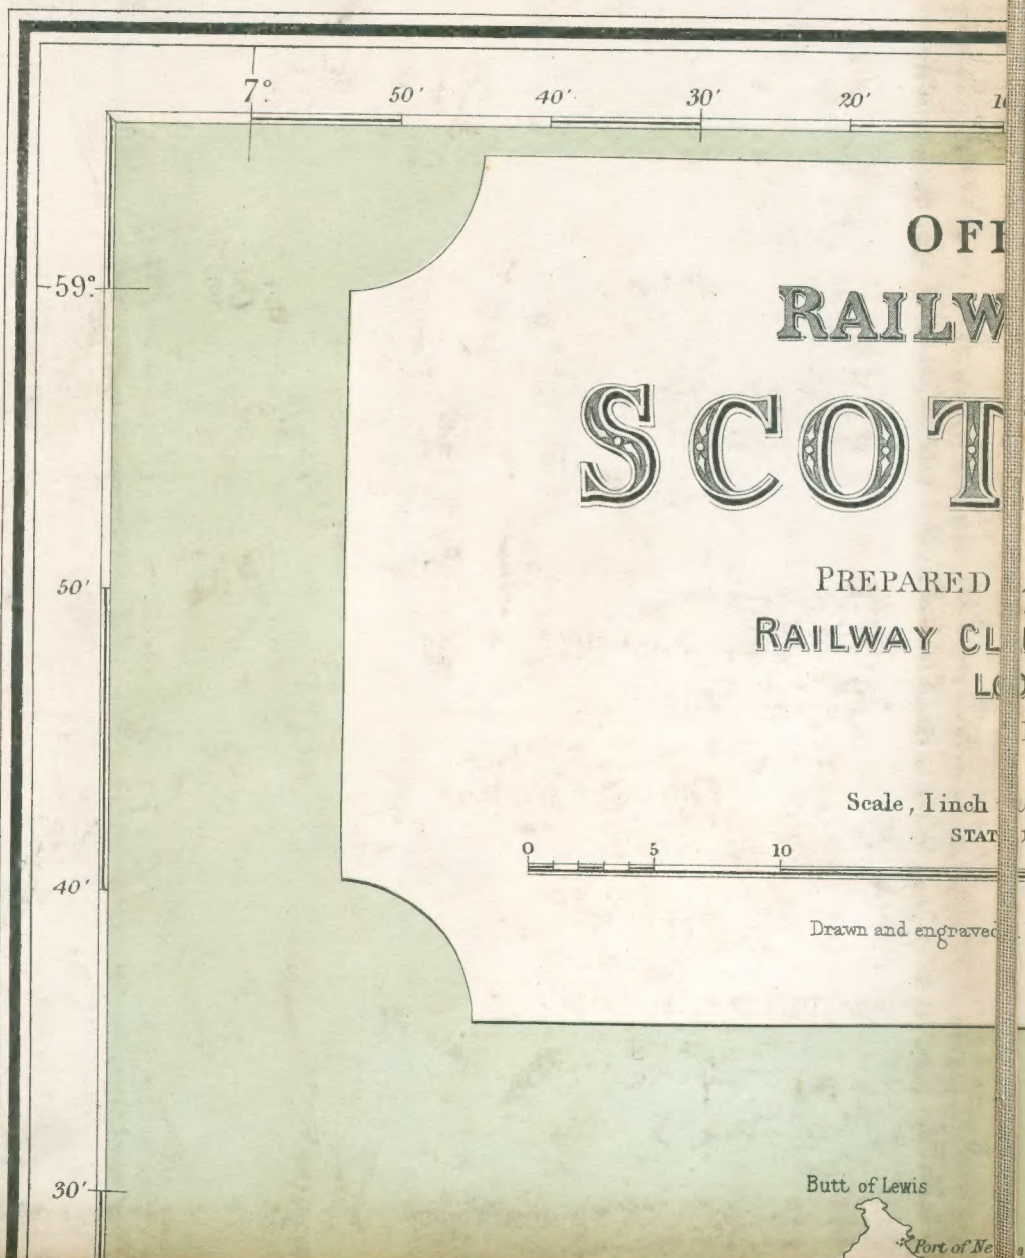 7° 50' 40' 30' 20'
59°
RAILW
SCOT
50'
PREPARED
RAILWAY CL
40'
Scale, 1 inch
STAT
0 5 10
Drawn and engraved
30'
Butt of Lewis
Port of Ne